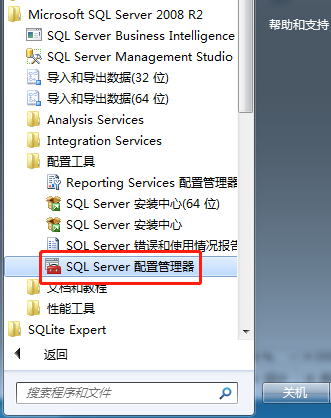 Microsoft SQL Server 2008 R2
SQL Server Business Intelligence
SQL Server Management Studio
导入和导出数据(32 位)
导入和导出数据(64 位)
Analysis Services
Integration Services
配置工具
Reporting Services 配置管理器
SQL Server 安装中心(64 位)
SQL Server 安装中心
SQL Server 错误和使用情况报告
SQL Server 配置管理器
文档和教程
性能工具
SQLite Expert
返回
搜索程序和文件
帮助和支持
关机